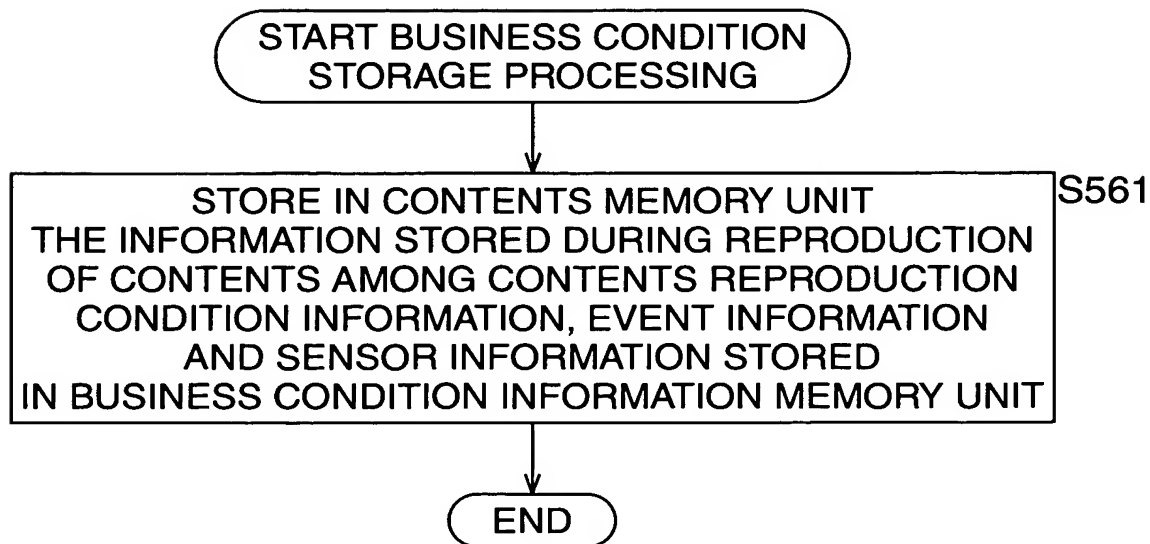 START BUSINESS CONDITION
STORAGE PROCESSING
S561
STORE IN CONTENTS MEMORY UNIT
THE INFORMATION STORED DURING REPRODUCTION
OF CONTENTS AMONG CONTENTS REPRODUCTION
CONDITION INFORMATION, EVENT INFORMATION
AND SENSOR INFORMATION STORED
IN BUSINESS CONDITION INFORMATION MEMORY UNIT
END